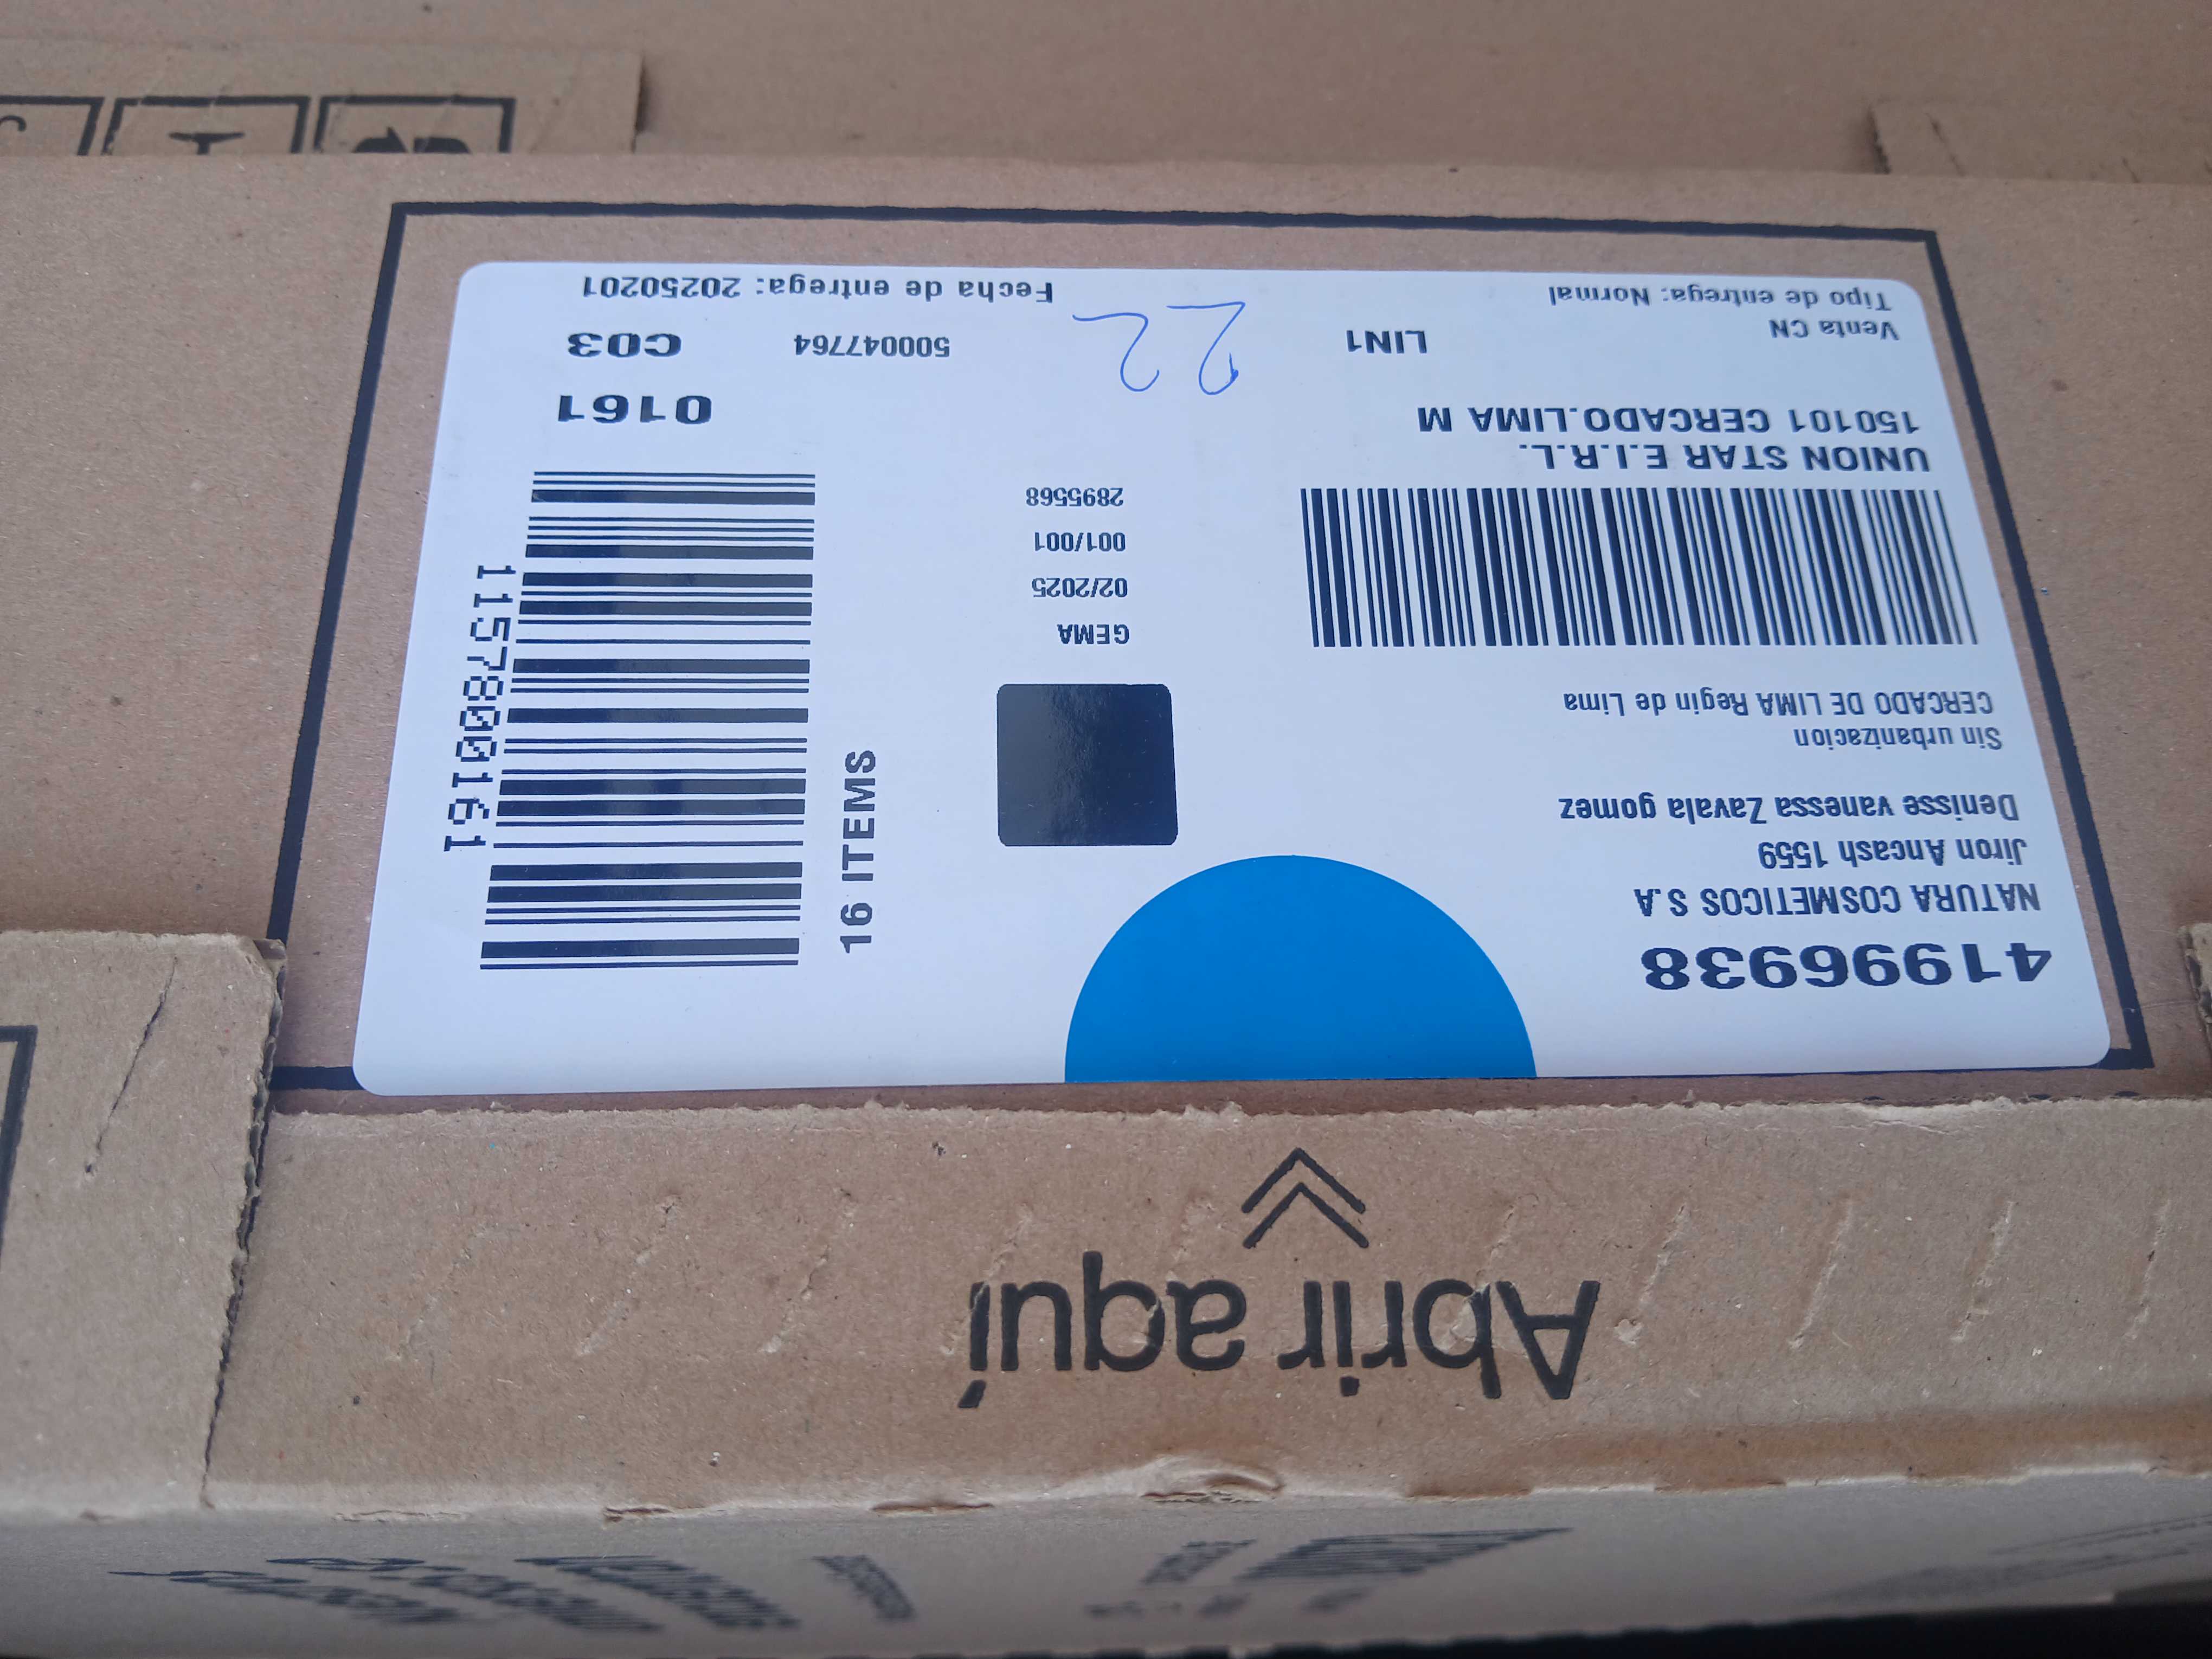 Abrir aquí
41996938
NATURA COSMETICOS S.A
Jiron Ancash 1559
Denisse vanessa Zavala gomez
Sin urbanizacion
CERCADO DE LIMA Regin de Lima
UNION STAR E.I.R.L.
150101 CERCADO.LIMA M
Venta CN
LIN1
Tipo de entrega: Normal
GEMA
02/2025
001/001
2895568
22
16 ITEMS
1157800161
0161
500047764
C03
Fecha de entrega: 20250201